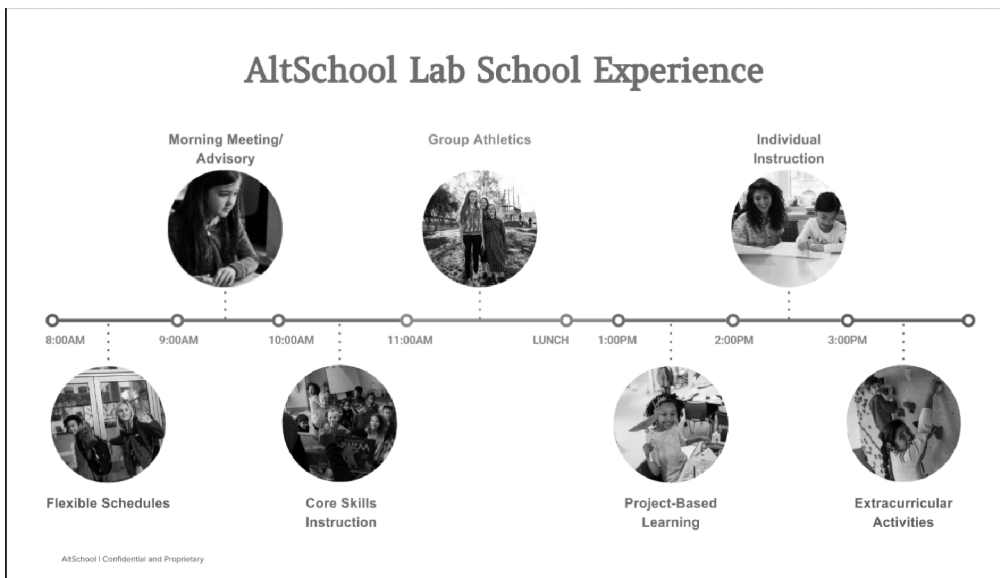 AltSchool Lab School Experience
Morning Meeting/
Advisory
Group Athletics
Individual
Instruction
8:00AM
9:00AM
10:00AM
11:00AM
LUNCH
1:00PM
2:00PM
3:00PM
Flexible Schedules
Core Skills
Instruction
Project-Based
Learning
Extracurricular
Activities
AltSchool | Confidential and Proprietary